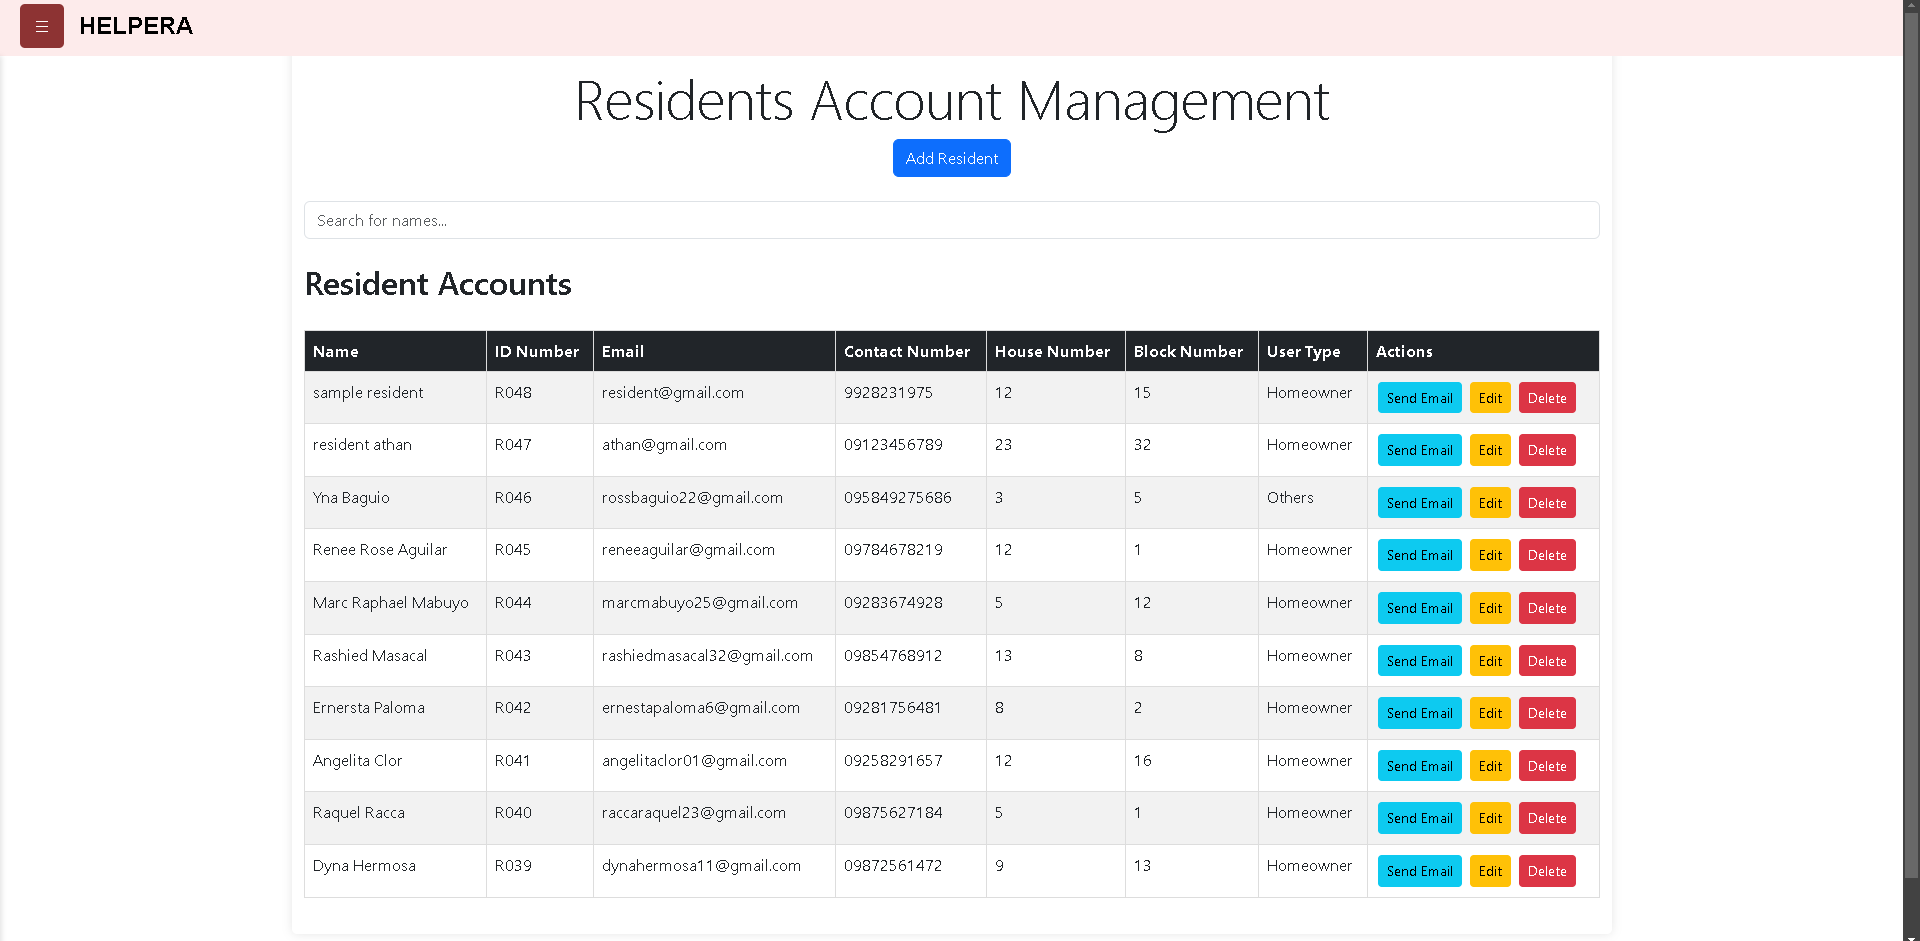 ☰ HELPERA
Residents Account Management
Add Resident
Search for names...
Resident Accounts
Name ID Number Email Contact Number House Number Block Number User Type Actions
sample resident R048 resident@gmail.com 9928231975 12 15 Homeowner Send Email Edit Delete
resident athan R047 athan@gmail.com 09123456789 23 32 Homeowner Send Email Edit Delete
Yna Baguio R046 rossbaguio22@gmail.com 095849275686 3 5 Others Send Email Edit Delete
Renee Rose Aguilar R045 reneeaguilar@gmail.com 09784678219 12 1 Homeowner Send Email Edit Delete
Marc Raphael Mabuyo R044 marcmabuyo25@gmail.com 09283674928 5 12 Homeowner Send Email Edit Delete
Rashied Masacal R043 rashiedmasacal32@gmail.com 09854768912 13 8 Homeowner Send Email Edit Delete
Ernersta Paloma R042 ernestapaloma6@gmail.com 09281756481 8 2 Homeowner Send Email Edit Delete
Angelita Clor R041 angelitaclor01@gmail.com 09258291657 12 16 Homeowner Send Email Edit Delete
Raquel Racca R040 raccaraquel23@gmail.com 09875627184 5 1 Homeowner Send Email Edit Delete
Dyna Hermosa R039 dynahermosa11@gmail.com 09872561472 9 13 Homeowner Send Email Edit Delete